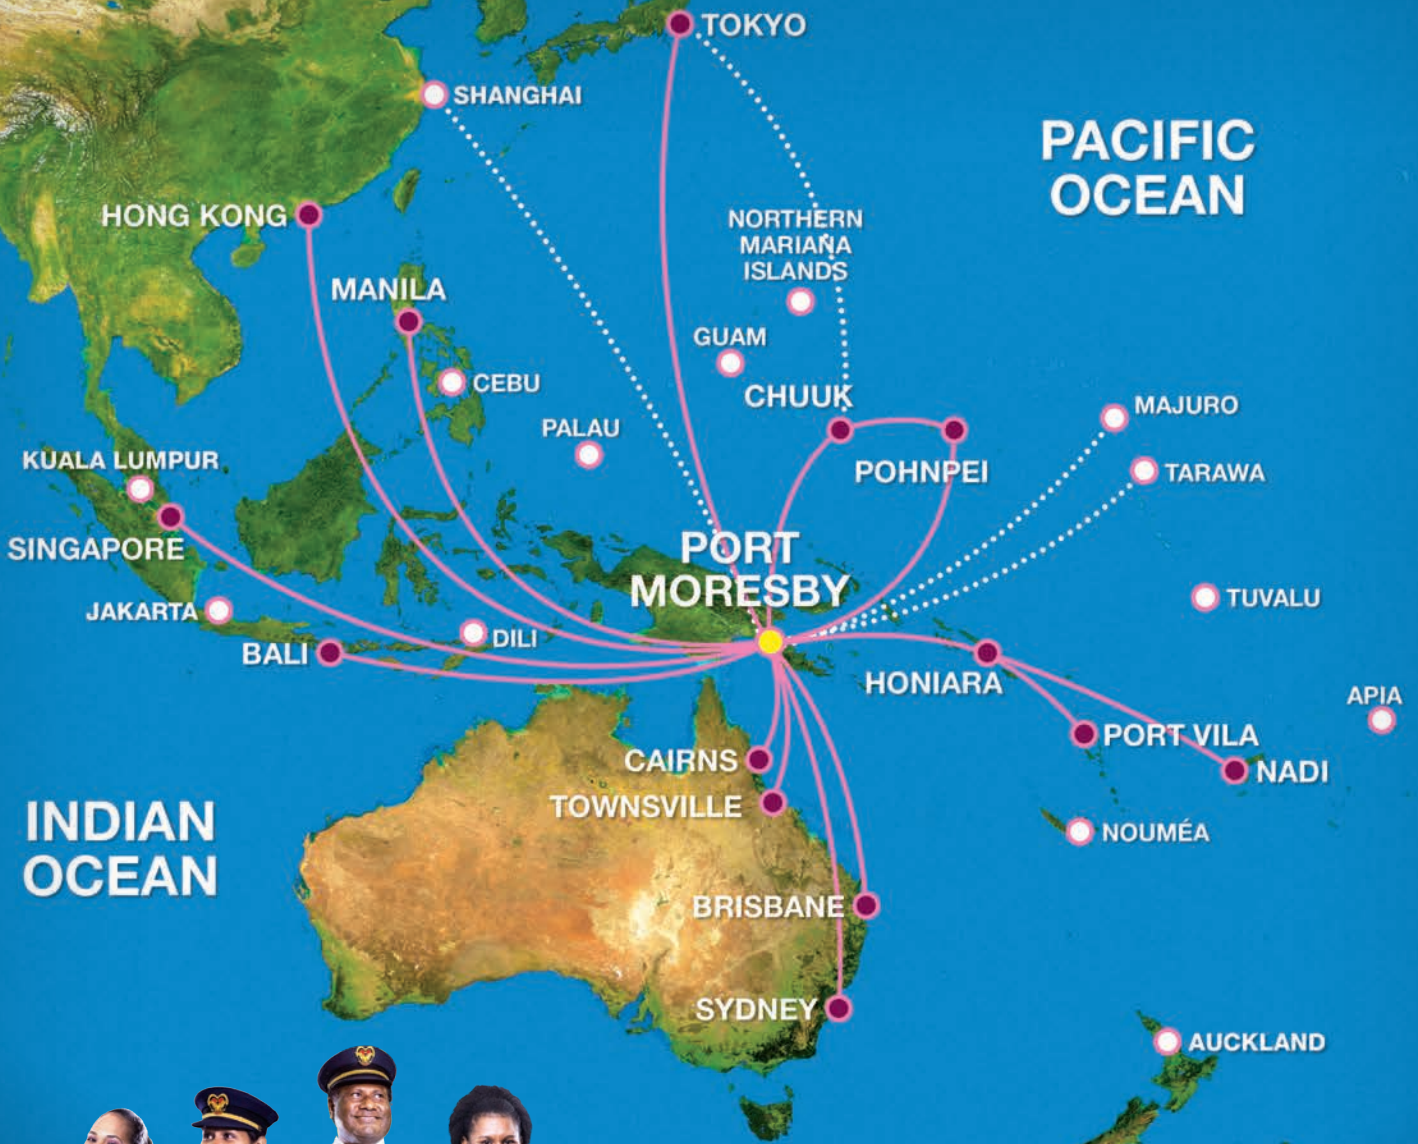 TOKYO
SHANGHAI
PACIFIC
OCEAN
HONG KONG
NORTHERN
MARIANA
ISLANDS
MANILA
GUAM
CEBU
CHUUK
MAJURO
PALAU
KUALA LUMPUR
POHNPEI
TARAWA
SINGAPORE
PORT
MORESBY
TUVALU
JAKARTA
DILI
BALI
HONIARA
APIA
PORT VILA
CAIRNS
NADI
TOWNSVILLE
INDIAN
OCEAN
NOUMÉA
BRISBANE
SYDNEY
AUCKLAND